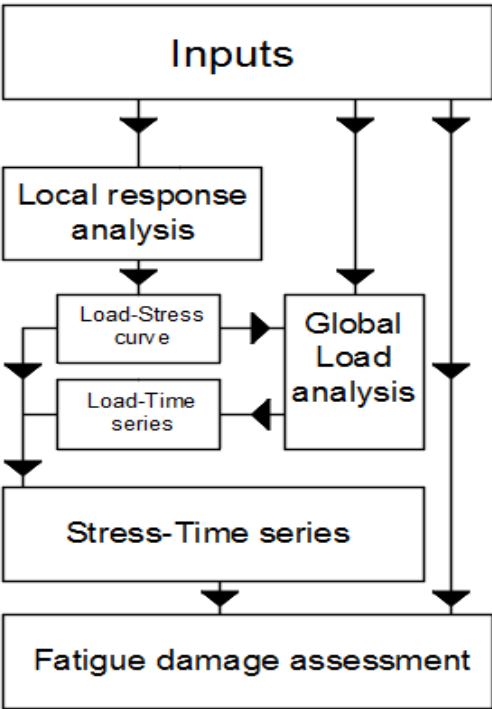 Inputs
Local response
analysis
Load-Stress
curve
Global
Load
analysis
Load-Time
series
Stress-Time series
Fatigue damage assessment